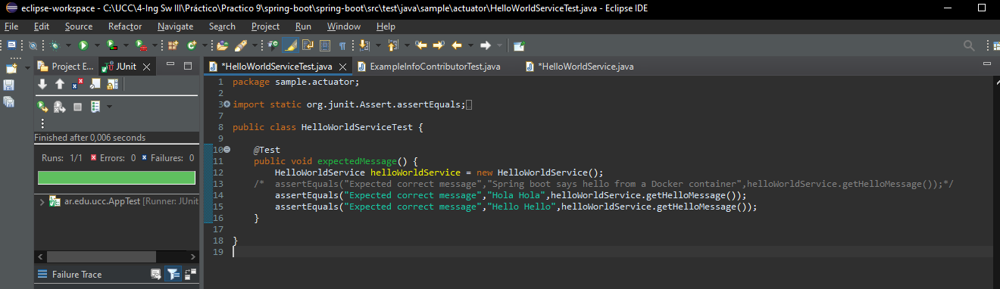 eclipse-workspace - C:\UCC\4-Ing Sw III\Práctico\Practico 9\spring-boot\spring-boot\src\test\java\sample\actuator\HelloWorldServiceTest.java - Eclipse IDE
File Edit Source Refactor Navigate Search Project Run Window Help
Project E... JUnit
*HelloWorldServiceTest.java ExampleInfoContributorTest.java *HelloWorldService.java
Finished after 0,006 seconds
Runs: 1/1 Errors: 0 Failures: 0
ar.edu.ucc.AppTest [Runner: JUnit
Failure Trace
1 package sample.actuator;
2
3 import static org.junit.Assert.assertEquals;
7
8 public class HelloWorldServiceTest {
9
10 @Test
11 public void expectedMessage() {
12 HelloWorldService helloWorldService = new HelloWorldService();
13 /* assertEquals("Expected correct message","Spring boot says hello from a Docker container",helloWorldService.getHelloMessage());*/
14 assertEquals("Expected correct message","Hola Hola",helloWorldService.getHelloMessage());
15 assertEquals("Expected correct message","Hello Hello",helloWorldService.getHelloMessage());
16 }
17
18 }
19